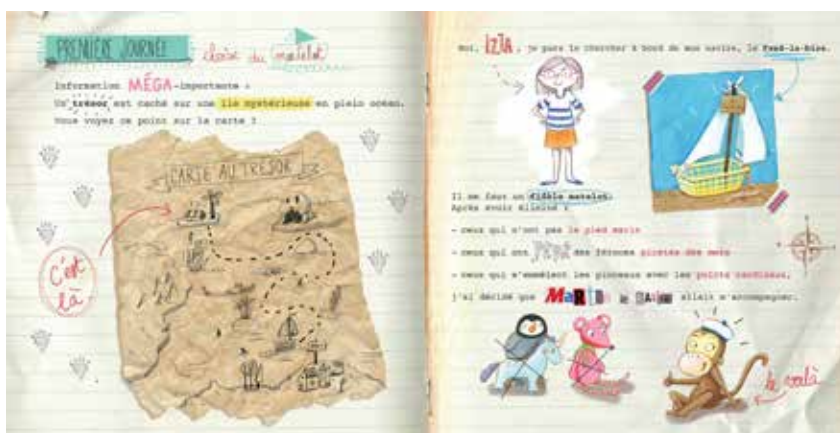 PREMIÈRE JOURNÉE choix du matelot
Information MÉGA-importante :
Un trésor est caché sur une île mystérieuse en plein océan.
Vous voyez ce point sur la carte ?
CARTE AU TRÉSOR
C'est là
Moi, IZIA, je pars le chercher à bord de mon navire, le Fend-la-Bise.
Il me faut un fidèle matelot.
Après avoir éliminé :
- ceux qui n'ont pas le pied marin
- ceux qui ont peur des féroces pirates des mers
- ceux qui s'emmêlent les pinceaux avec les points cardinaux,
j'ai décidé que le allait m'accompagner.
le voilà